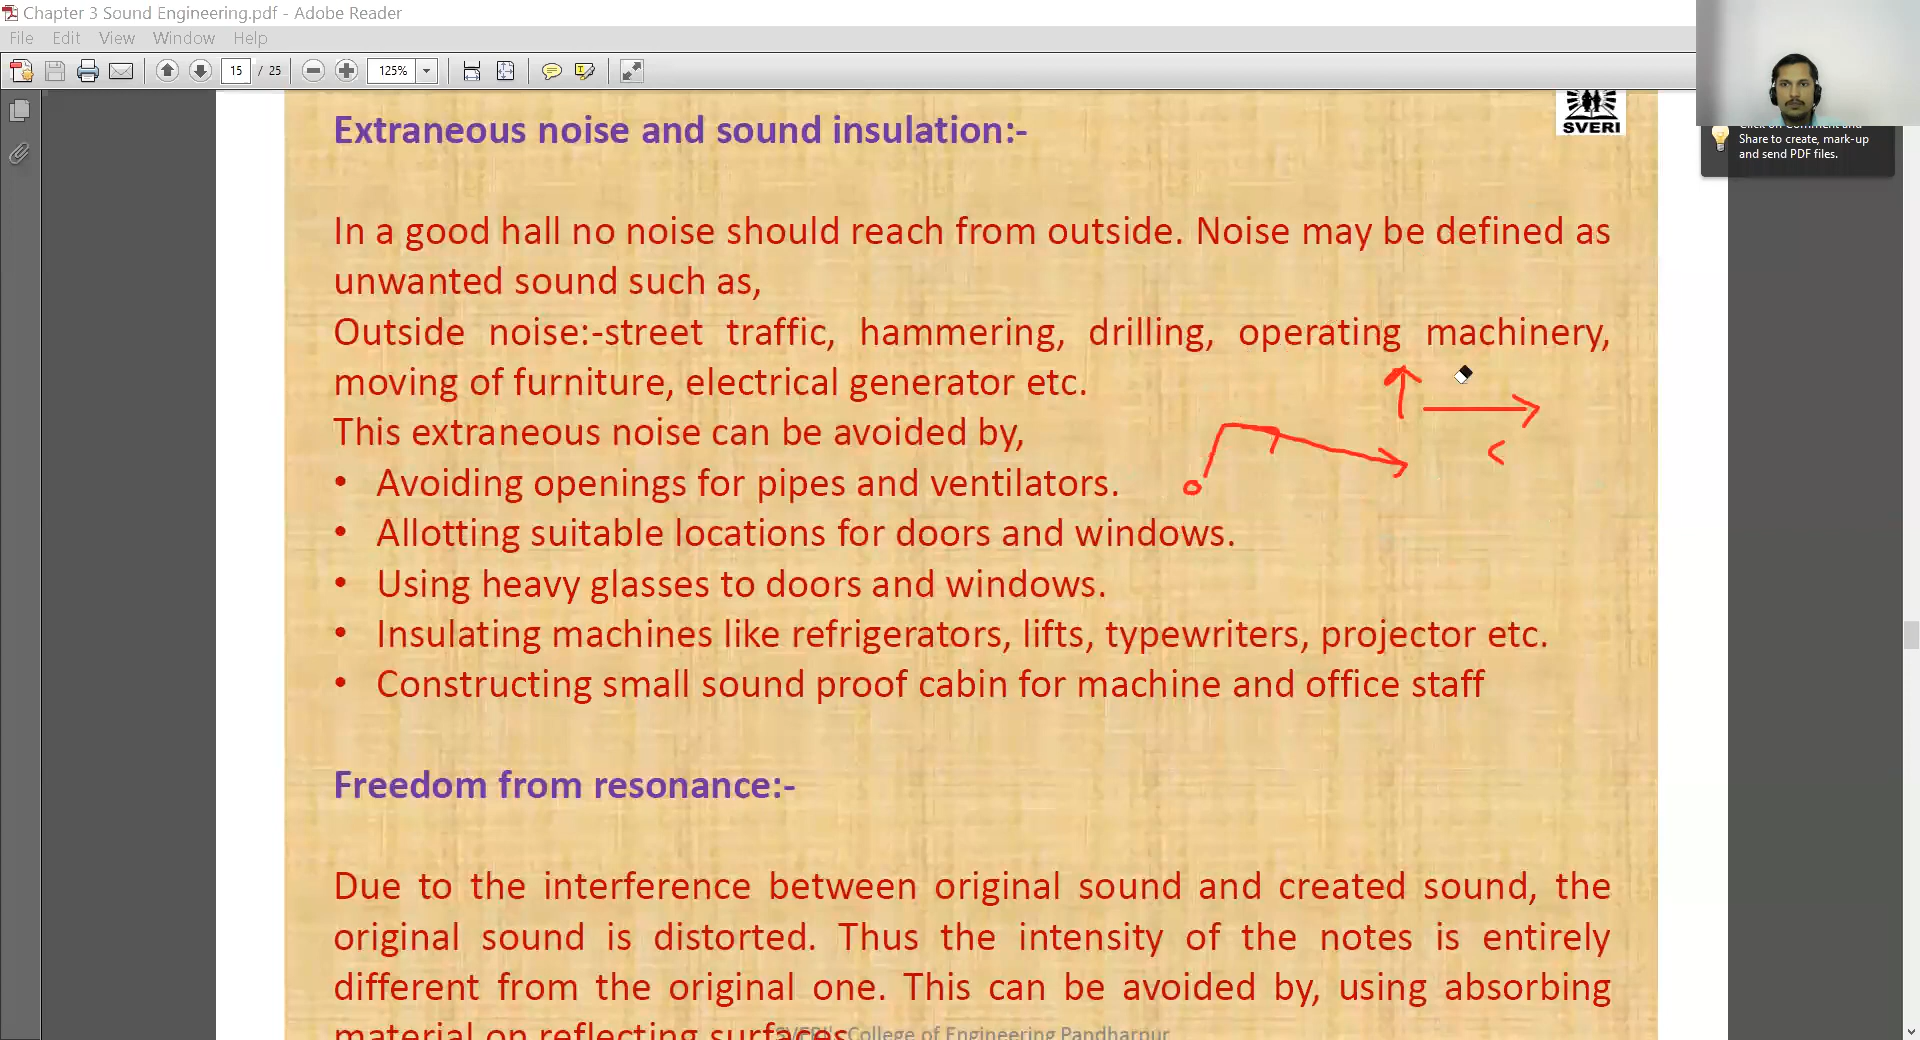 Chapter 3 Sound Engineering.pdf - Adobe Reader
File Edit View Window Help
15 / 25 125%
SVERI
Share to create, mark-up
and send PDF files.
Extraneous noise and sound insulation:-
In a good hall no noise should reach from outside. Noise may be defined as
unwanted sound such as,
Outside noise:-street traffic, hammering, drilling, operating machinery,
moving of furniture, electrical generator etc.
This extraneous noise can be avoided by,
• Avoiding openings for pipes and ventilators.
• Allotting suitable locations for doors and windows.
• Using heavy glasses to doors and windows.
• Insulating machines like refrigerators, lifts, typewriters, projector etc.
• Constructing small sound proof cabin for machine and office staff
Freedom from resonance:-
Due to the interference between original sound and created sound, the
original sound is distorted. Thus the intensity of the notes is entirely
different from the original one. This can be avoided by, using absorbing
material on reflecting surfaces
College of Engineering Pandharpur